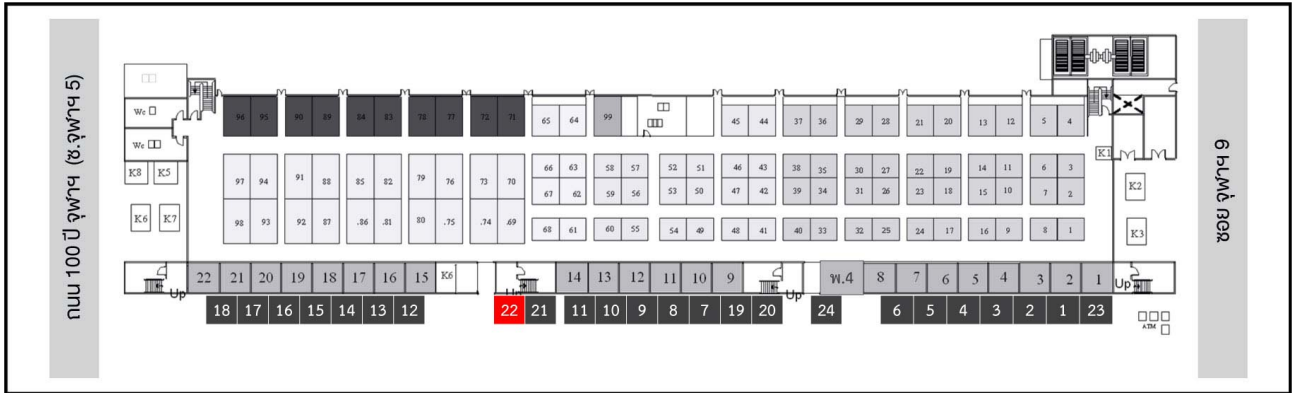 ถนน 100 ปี จุฬาฯ (ซ.จุฬาฯ 5)
ซอย จุฬาฯ 9
Wc
96 95 90 89 84 83 78 77 72 71 65 64 99 45 44 37 36 29 28 21 20 13 12 5 4
Wc
K1
K8 K5
97 94 91 88 85 82 79 76 73 70 66 63 58 57 52 51 46 43 38 35 30 27 22 19 14 11 6 3
K2
67 62 59 56 53 50 47 42 39 34 31 26 23 18 15 10 7 2
K6 K7
98 93 92 87 .86 .81 80 .75 .74 .69 68 61 60 55 54 49 48 41 40 33 32 25 24 17 16 9 8 1
K3
22 21 20 19 18 17 16 15 K6 14 13 12 11 10 9 พ.4 8 7 6 5 4 3 2 1
Up Up Up Up
18 17 16 15 14 13 12 22 21 11 10 9 8 7 19 20 24 6 5 4 3 2 1 23
ATM